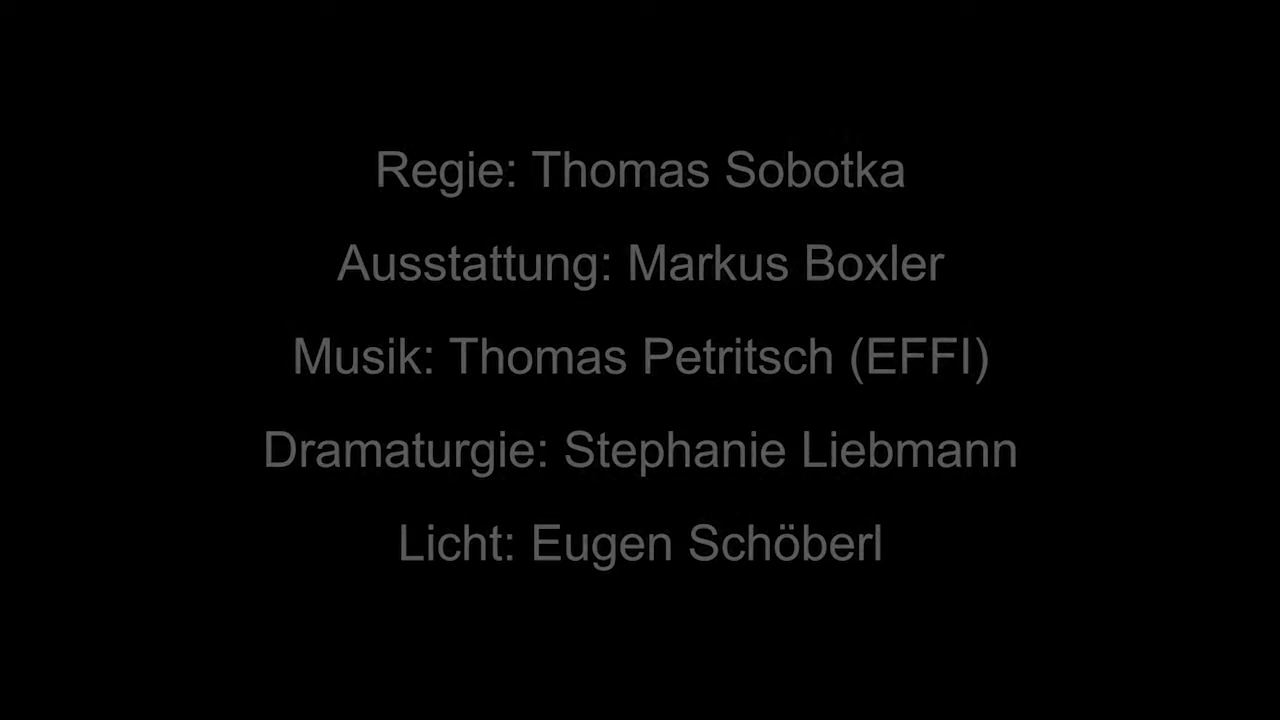 Regie: Thomas Sobotka
Ausstattung: Markus Boxler
Musik: Thomas Petritsch (EFFI)
Dramaturgie: Stephanie Liebmann
Licht: Eugen Schöberl